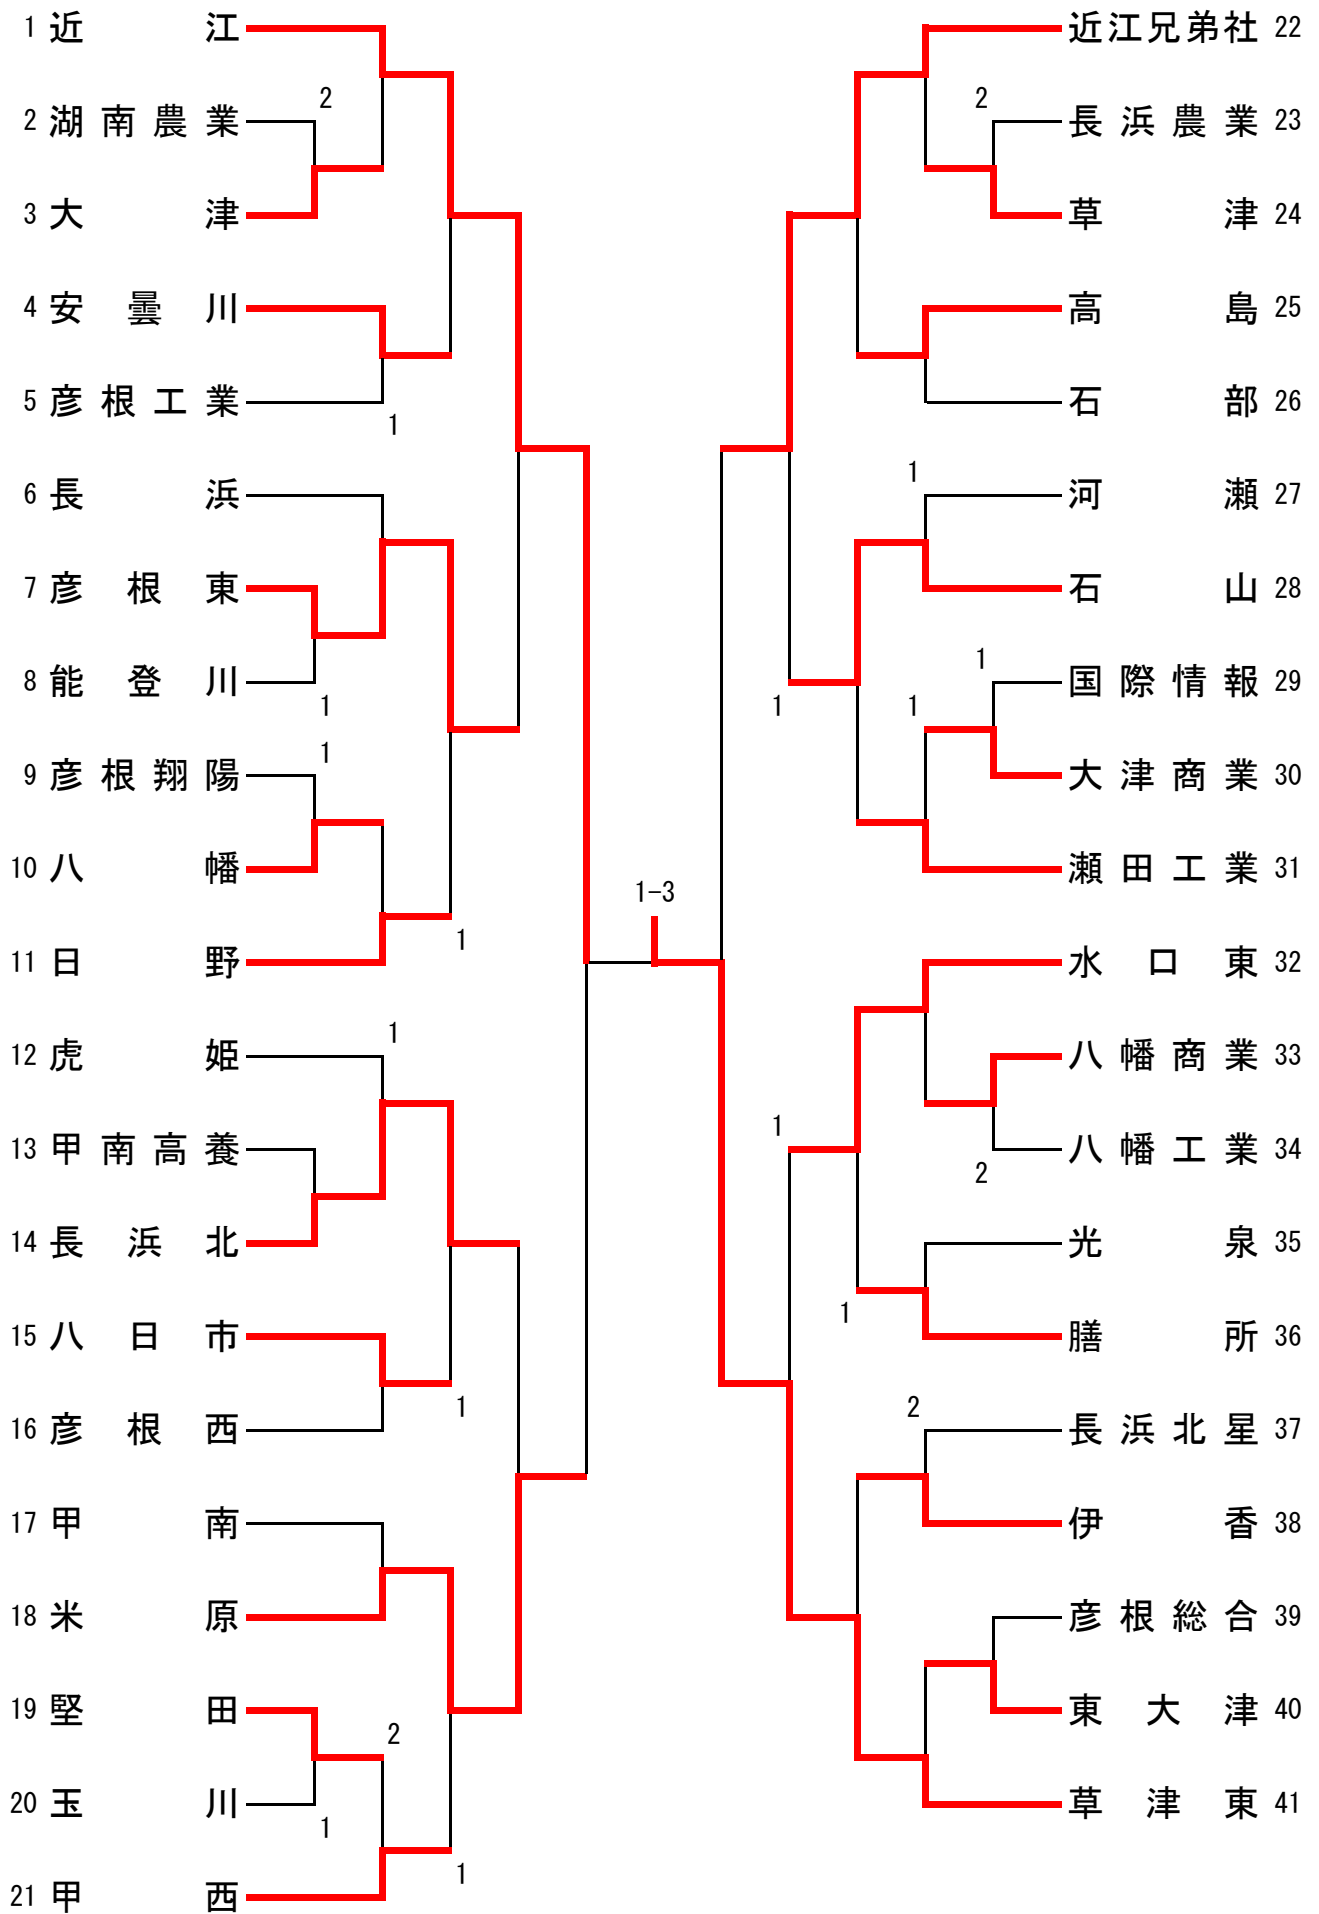 1 近江
2
2 湖南農業
3 大津
4 安曇川
5 彦根工業
1
6 長浜
7 彦根東
8 能登川
1
1
9 彦根翔陽
10 八幡
1
11 日野
1
12 虎姫
13 甲南高養
14 長浜北
15 八日市
1
16 彦根西
17 甲南
18 米原
19 堅田
2
20 玉川
1
1
21 甲西
1-3
近江兄弟社 22
2
長浜農業 23
草津 24
高島 25
石部 26
1
河瀬 27
石山 28
1
国際情報 29
1
1
大津商業 30
瀬田工業 31
水口東 32
八幡商業 33
1
八幡工業 34
2
光泉 35
1
膳所 36
2
長浜北星 37
伊香 38
彦根総合 39
東大津 40
草津東 41